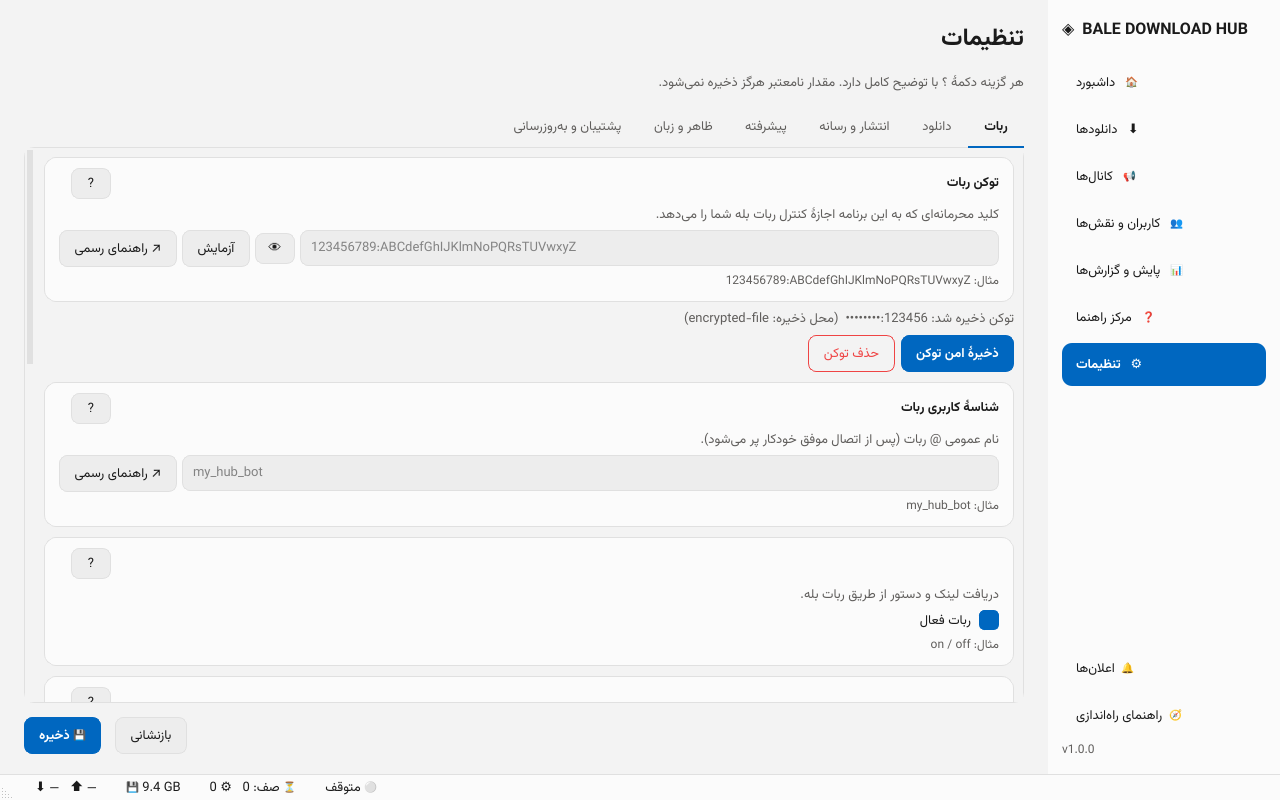 ◈ BALE DOWNLOAD HUB
🏠 داشبورد
⬇ دانلودها
📢 کانال‌ها
👥 کاربران و نقش‌ها
📊 پایش و گزارش‌ها
❓ مرکز راهنما
⚙ تنظیمات
🔔 اعلان‌ها
🧭 راهنمای راه‌اندازی
v1.0.0
تنظیمات
هر گزینه دکمهٔ ؟ با توضیح کامل دارد. مقدار نامعتبر هرگز ذخیره نمی‌شود.
ربات دانلود انتشار و رسانه پیشرفته ظاهر و زبان پشتیبان و به‌روزرسانی
توکن ربات ?
کلید محرمانه‌ای که به این برنامه اجازهٔ کنترل ربات بله شما را می‌دهد.
123456789:ABCdefGhIJKlmNoPQRsTUVwxyZ 👁 آزمایش ↗ راهنمای رسمی
مثال: 123456789:ABCdefGhIJKlmNoPQRsTUVwxyZ
توکن ذخیره شد: 123456:•••••••• (محل ذخیره: encrypted-file)
ذخیرهٔ امن توکن حذف توکن
شناسهٔ کاربری ربات ?
نام عمومی @ ربات (پس از اتصال موفق خودکار پر می‌شود).
my_hub_bot ↗ راهنمای رسمی
مثال: my_hub_bot
?
دریافت لینک و دستور از طریق ربات بله.
ربات فعال
مثال: on / off
?
بازنشانی 💾 ذخیره
⚪ متوقف ⏳ صف: 0 ⚙ 0 💾 9.4 GB ⬆ — ⬇ —